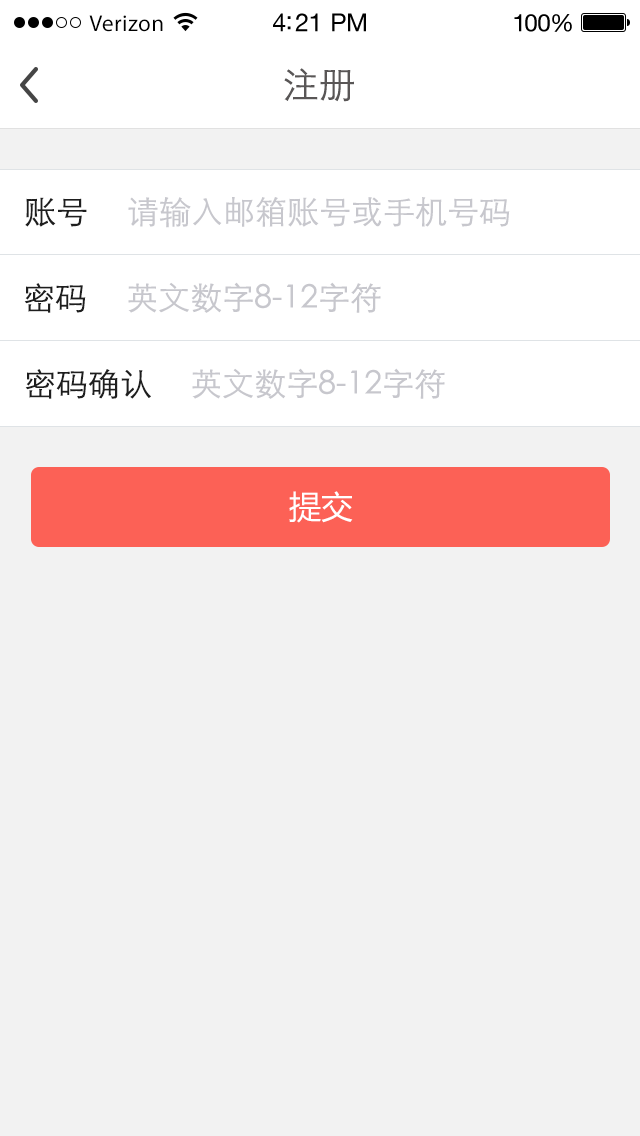 Verizon 4:21 PM 100%
注册
账号 请输入邮箱账号或手机号码
密码 英文数字8-12字符
密码确认 英文数字8-12字符
提交